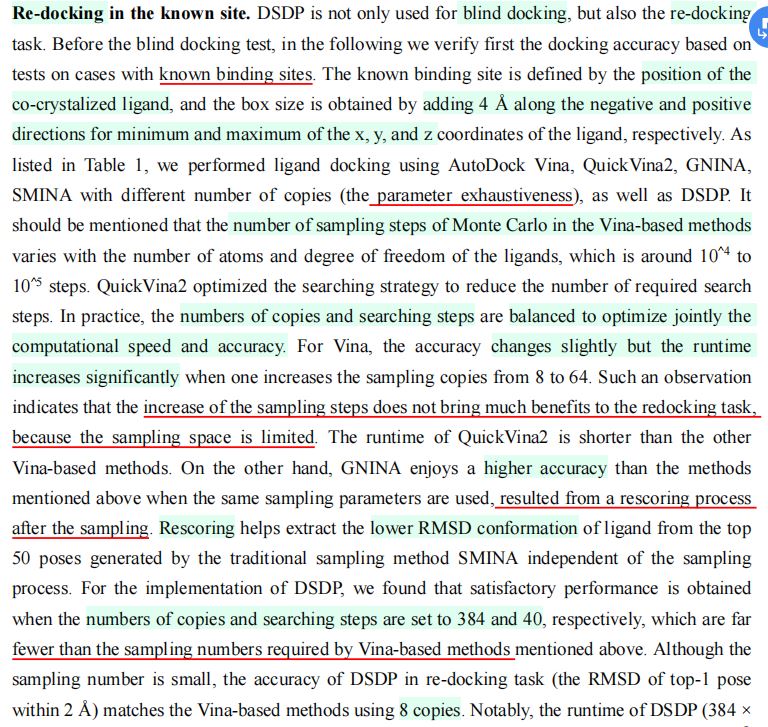 Re-docking in the known site. DSDP is not only used for blind docking, but also the re-docking
task. Before the blind docking test, in the following we verify first the docking accuracy based on
tests on cases with known binding sites. The known binding site is defined by the position of the
co-crystalized ligand, and the box size is obtained by adding 4 Å along the negative and positive
directions for minimum and maximum of the x, y, and z coordinates of the ligand, respectively. As
listed in Table 1, we performed ligand docking using AutoDock Vina, QuickVina2, GNINA,
SMINA with different number of copies (the parameter exhaustiveness), as well as DSDP. It
should be mentioned that the number of sampling steps of Monte Carlo in the Vina-based methods
varies with the number of atoms and degree of freedom of the ligands, which is around 10^4 to
10^5 steps. QuickVina2 optimized the searching strategy to reduce the number of required search
steps. In practice, the numbers of copies and searching steps are balanced to optimize jointly the
computational speed and accuracy. For Vina, the accuracy changes slightly but the runtime
increases significantly when one increases the sampling copies from 8 to 64. Such an observation
indicates that the increase of the sampling steps does not bring much benefits to the redocking task,
because the sampling space is limited. The runtime of QuickVina2 is shorter than the other
Vina-based methods. On the other hand, GNINA enjoys a higher accuracy than the methods
mentioned above when the same sampling parameters are used, resulted from a rescoring process
after the sampling. Rescoring helps extract the lower RMSD conformation of ligand from the top
50 poses generated by the traditional sampling method SMINA independent of the sampling
process. For the implementation of DSDP, we found that satisfactory performance is obtained
when the numbers of copies and searching steps are set to 384 and 40, respectively, which are far
fewer than the sampling numbers required by Vina-based methods mentioned above. Although the
sampling number is small, the accuracy of DSDP in re-docking task (the RMSD of top-1 pose
within 2 Å) matches the Vina-based methods using 8 copies. Notably, the runtime of DSDP (384 ×